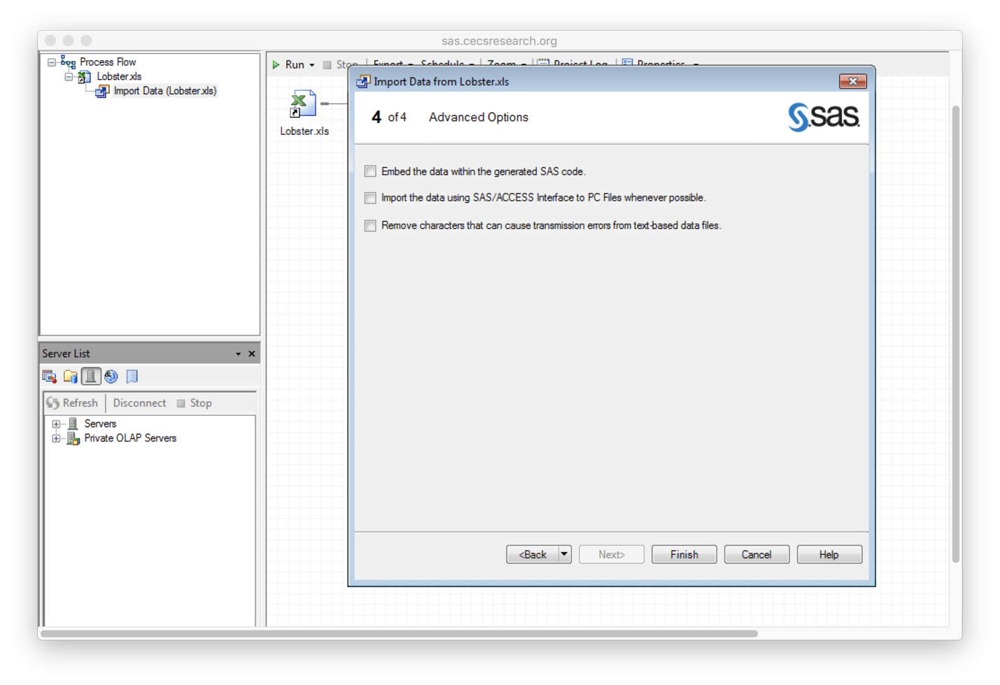 sas.cecsresearch.org
Process Flow
Lobster.xls
Import Data (Lobster.xls)
Run Stop Export Schedule Zoom Project Log Properties
Lobster.xls
Import Data from Lobster.xls
4 of 4 Advanced Options
sas.
Embed the data within the generated SAS code.
Import the data using SAS/ACCESS Interface to PC Files whenever possible.
Remove characters that can cause transmission errors from text-based data files.
<Back Next> Finish Cancel Help
Server List
Refresh Disconnect Stop
Servers
Private OLAP Servers